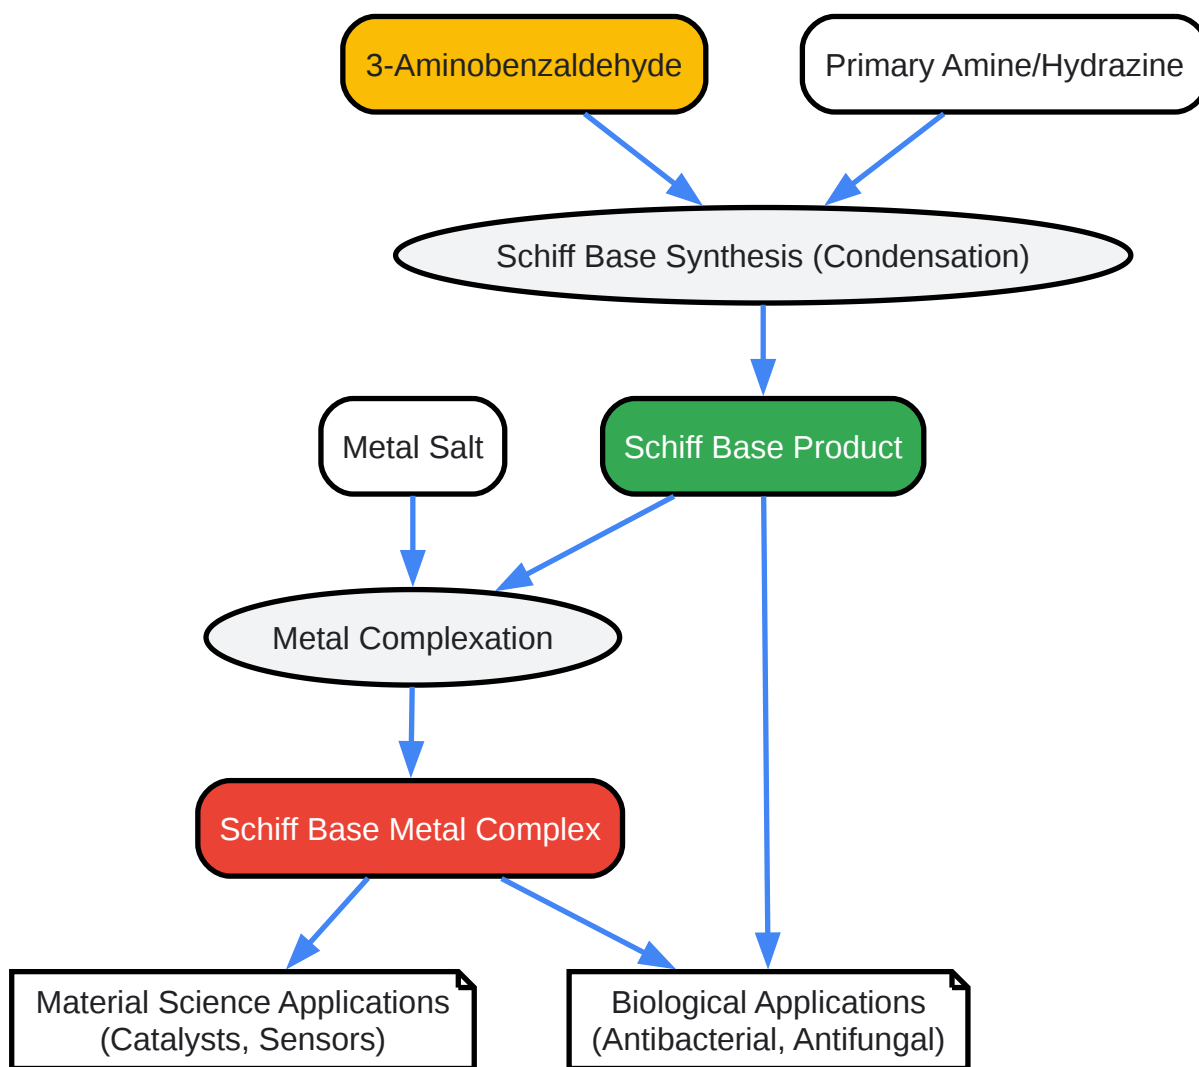 3-Aminobenzaldehyde
Primary Amine/Hydrazine
Schiff Base Synthesis (Condensation)
Metal Salt
Schiff Base Product
Metal Complexation
Schiff Base Metal Complex
Material Science Applications
(Catalysts, Sensors)
Biological Applications
(Antibacterial, Antifungal)